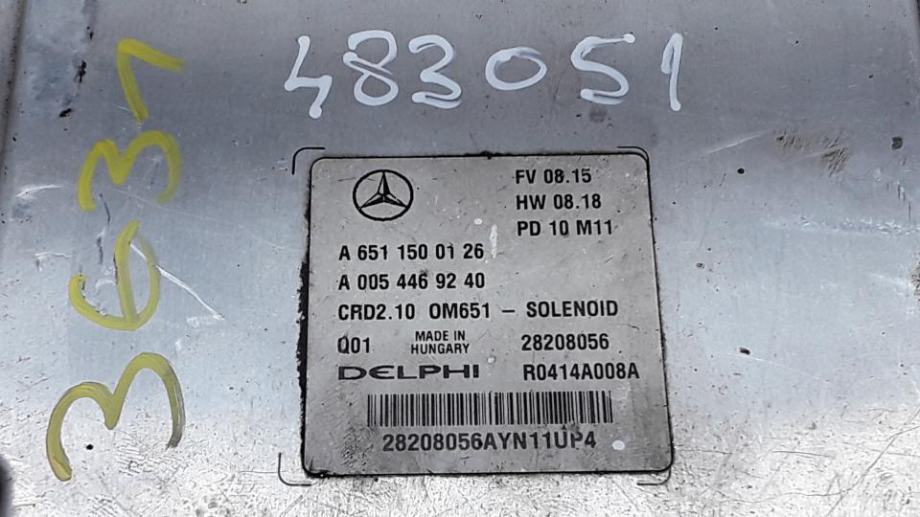 483051
3631
FV 08.15
HW 08.18
PD 10 M11
A 651 150 01 26
A 005 446 92 40
CRD2.10 OM651 – SOLENOID
Q01 MADE IN HUNGARY 28208056
DELPHI R0414A008A
28208056AYN11UP4